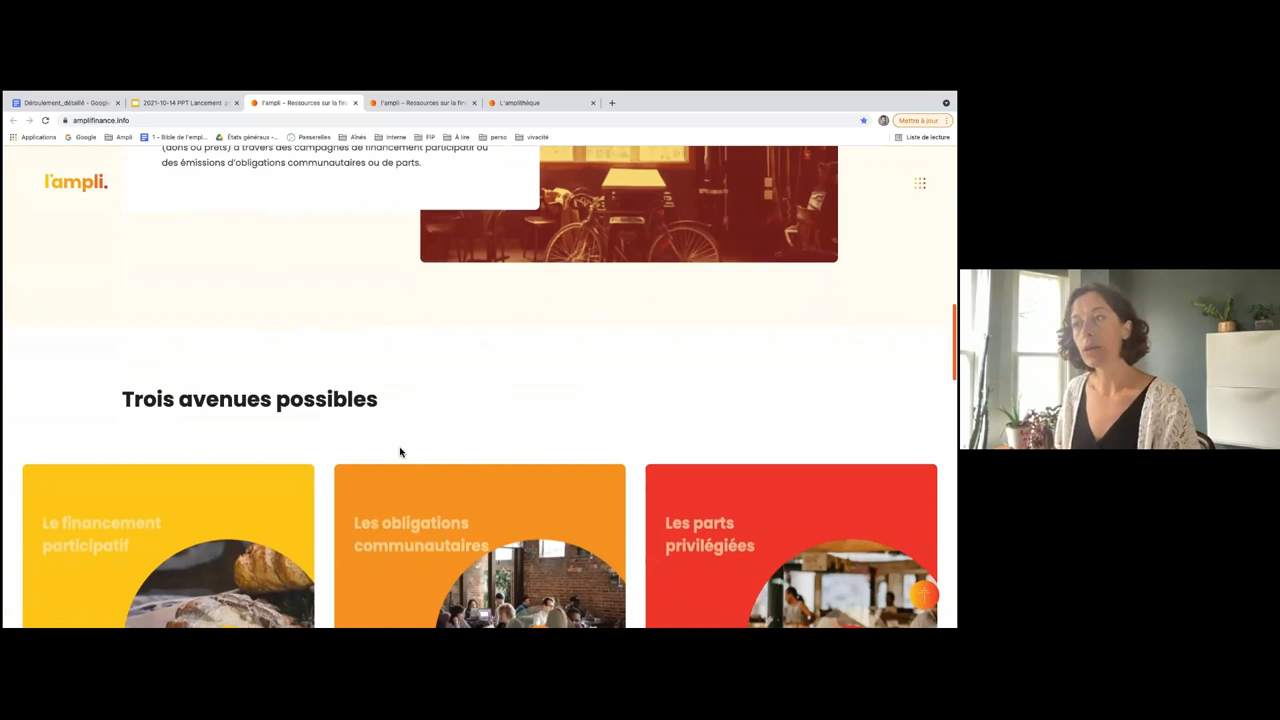 Déroulement_détaillé - Googl
2021-10-14 PPT Lancement .p
l'ampli – Ressources sur la fin
l'ampli – Ressources sur la fin
L'amplithèque
amplifinance.info
Mettre à jour
Applications
Google
Ampli
1 - Bible de l'empl...
États généraux -...
Passerelles
Aînés
Interne
FIP
À lire
perso
vivacité
Liste de lecture
(dons ou prêts) à travers des campagnes de financement participatif ou
des émissions d'obligations communautaires ou de parts.
l'ampli.
Trois avenues possibles
Le financement
participatif
Les obligations
communautaires
Les parts
privilégiées